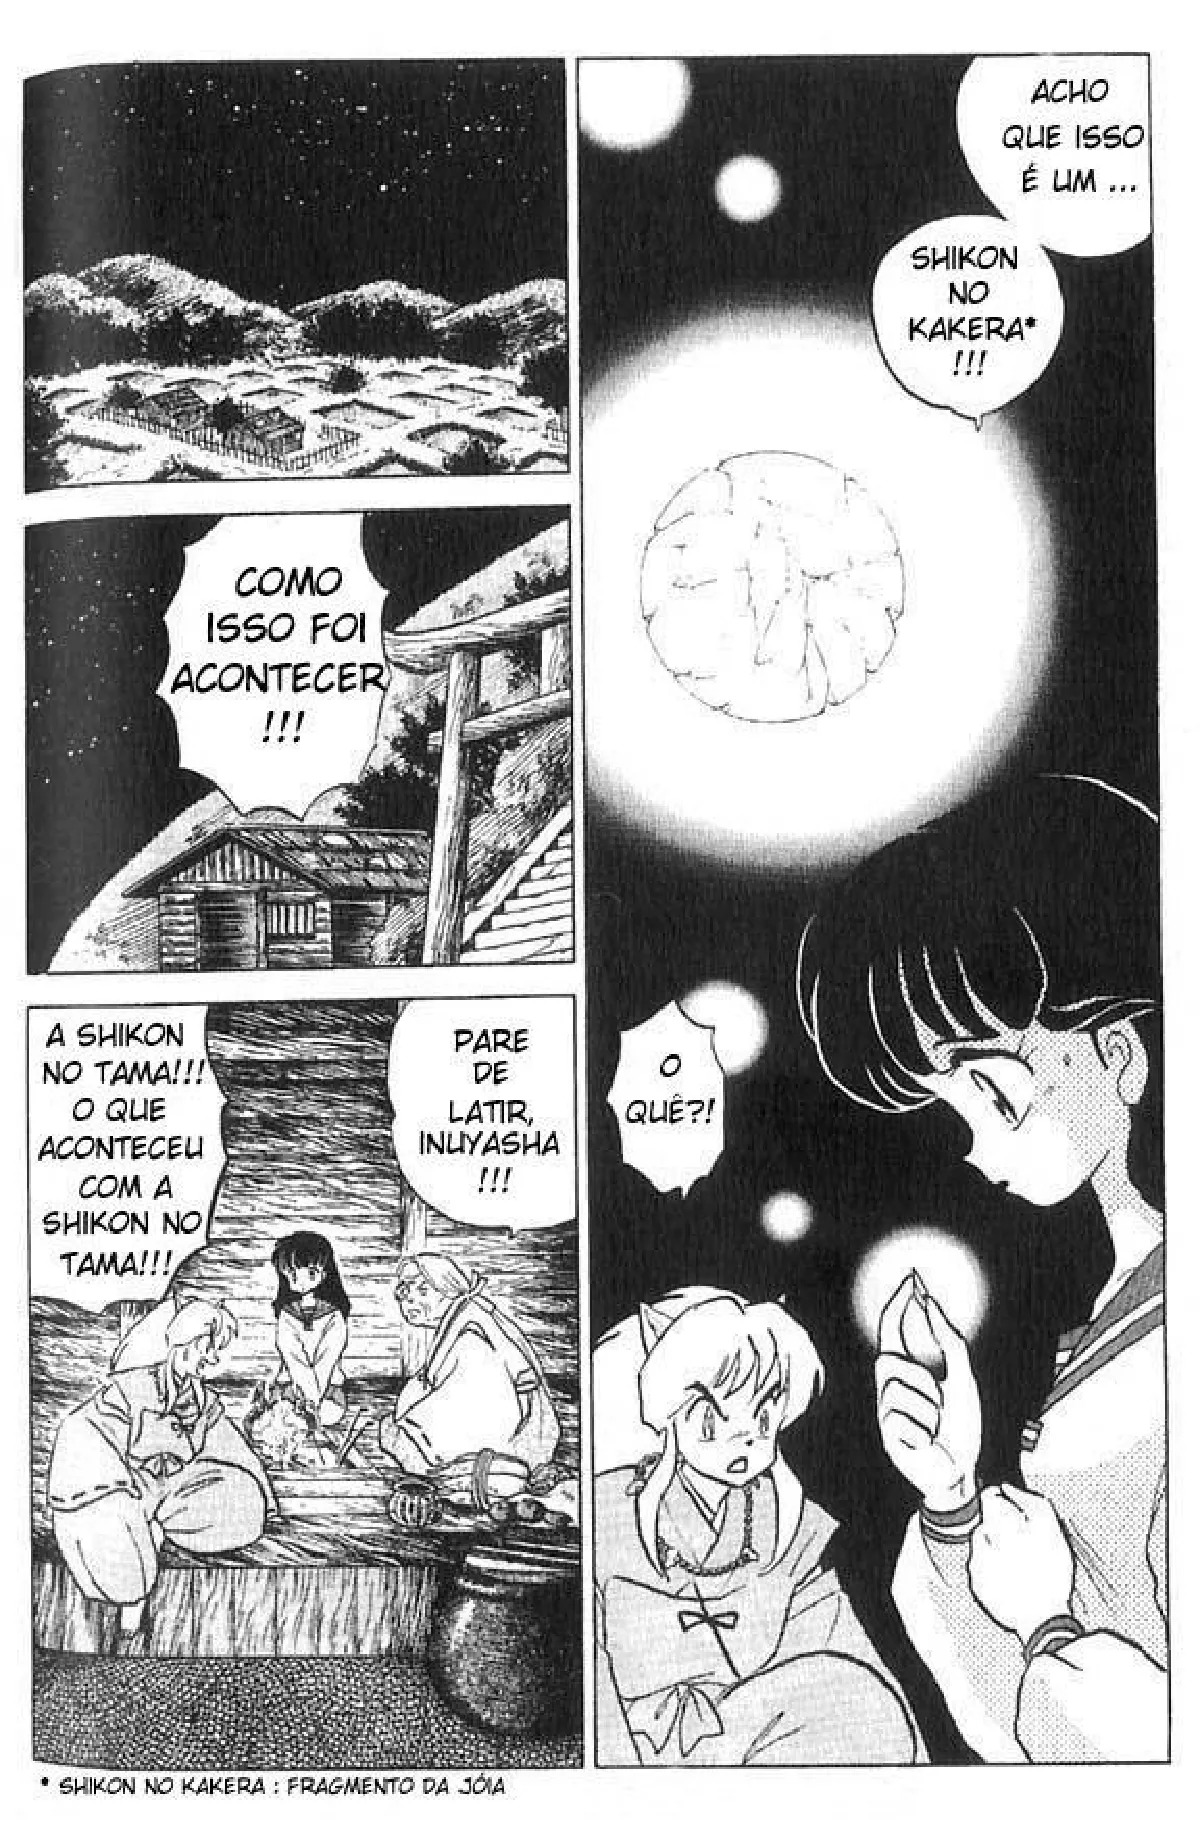 ACHO
QUE ISSO
É UM ...
SHIKON
NO
KAKERA*
!!!
O
QUÊ?!
COMO
ISSO FOI
ACONTECER
!!!
PARE
DE
LATIR,
INUYASHA
!!!
A SHIKON
NO TAMA!!!
O QUE
ACONTECEU
COM A
SHIKON NO
TAMA!!!
* SHIKON NO KAKERA : FRAGMENTO DA JÓIA